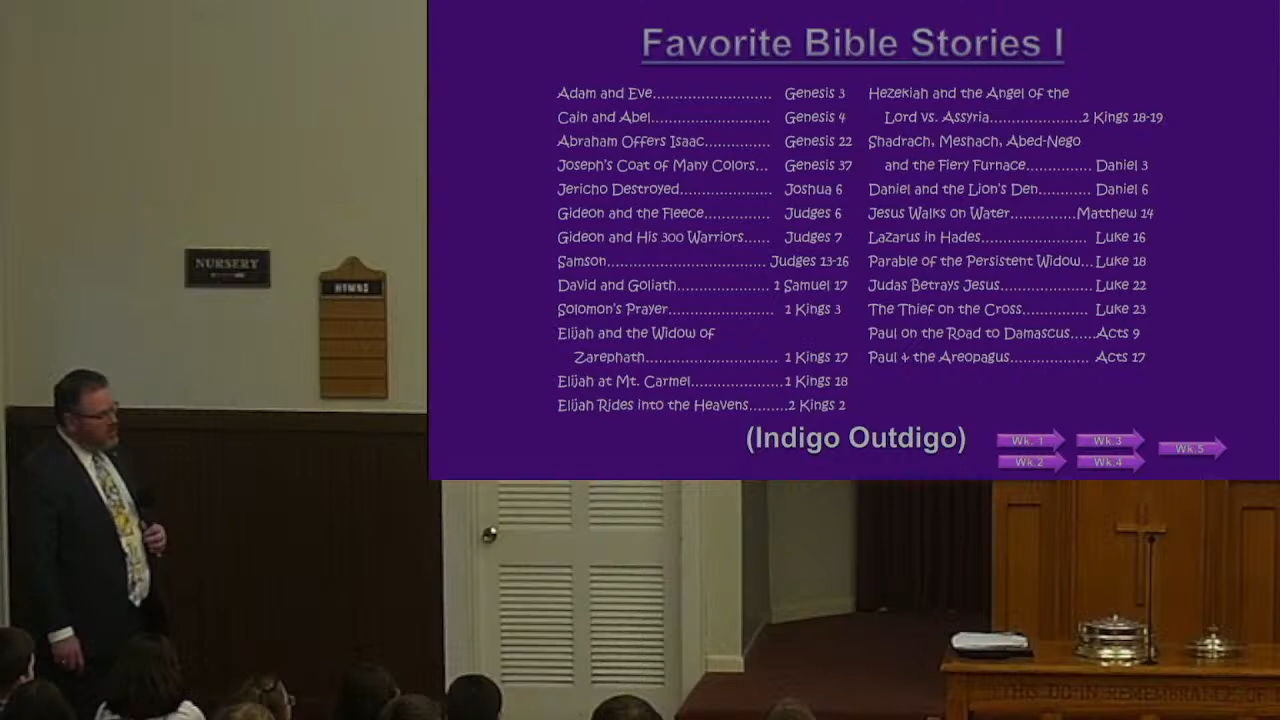 Favorite Bible Stories I
Adam and Eve........................... Genesis 3
Cain and Abel........................... Genesis 4
Abraham Offers Isaac............... Genesis 22
Joseph's Coat of Many Colors... Genesis 37
Jericho Destroyed..................... Joshua 6
Gideon and the Fleece............... Judges 6
Gideon and His 300 Warriors...... Judges 7
Samson.................................... Judges 13-16
David and Goliath..................... 1 Samuel 17
Solomon's Prayer........................ 1 Kings 3
Elijah and the Widow of
Zarephath.............................. 1 Kings 17
Elijah at Mt. Carmel.....................1 Kings 18
Elijah Rides into the Heavens.........2 Kings 2
Hezekiah and the Angel of the
Lord vs. Assyria.....................2 Kings 18-19
Shadrach, Meshach, Abed-Nego
and the Fiery Furnace............... Daniel 3
Daniel and the Lion's Den............ Daniel 6
Jesus Walks on Water...............Matthew 14
Lazarus in Hades........................ Luke 16
Parable of the Persistent Widow... Luke 18
Judas Betrays Jesus..................... Luke 22
The Thief on the Cross............... Luke 23
Paul on the Road to Damascus......Acts 9
Paul & the Areopagus.................. Acts 17
(Indigo Outdigo)
Wk. 1
Wk.2
Wk.3
Wk.4
Wk.5
NURSERY
HYMNS
THIS DO IN REMEMBRANCE OF